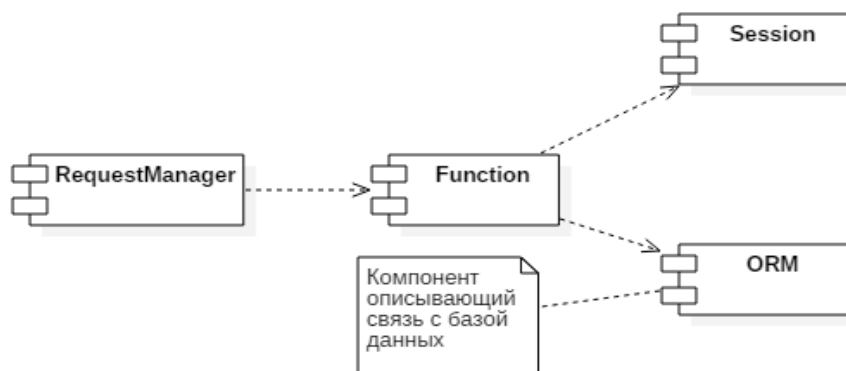 Session
RequestManager
Function
ORM
Компонент
описывающий
связь с базой
данных